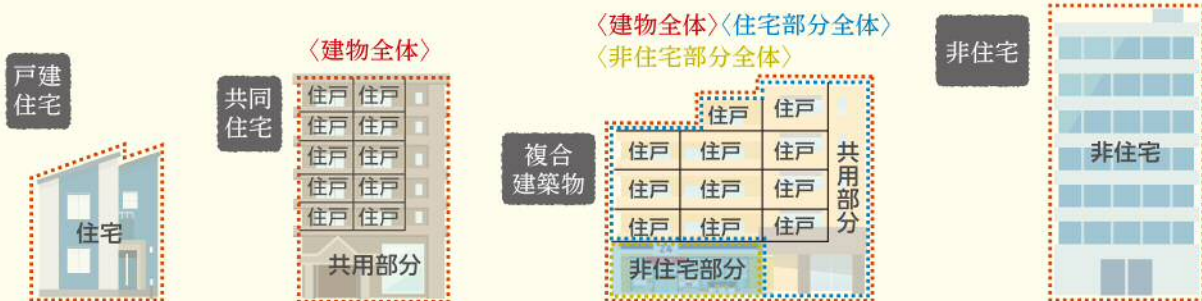 戸建
住宅
住宅
〈建物全体〉
共同
住宅
住戸 住戸
住戸 住戸
住戸 住戸
住戸 住戸
住戸 住戸
共用部分
〈建物全体〉〈住宅部分全体〉
〈非住宅部分全体〉
複合
建築物
住戸 住戸
住戸 住戸 住戸
住戸 住戸 住戸
住戸 住戸 住戸
共用部分
非住宅部分
非住宅
非住宅